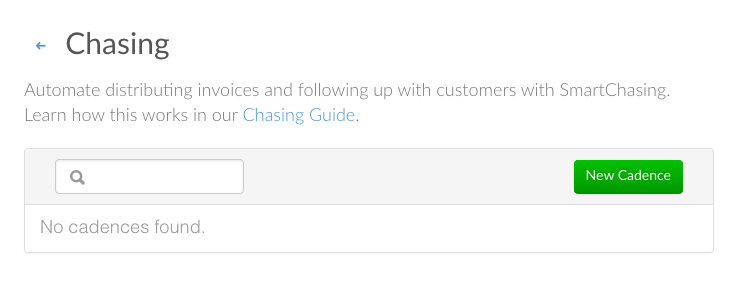 Chasing
Automate distributing invoices and following up with customers with SmartChasing.
Learn how this works in our Chasing Guide.
New Cadence
No cadences found.